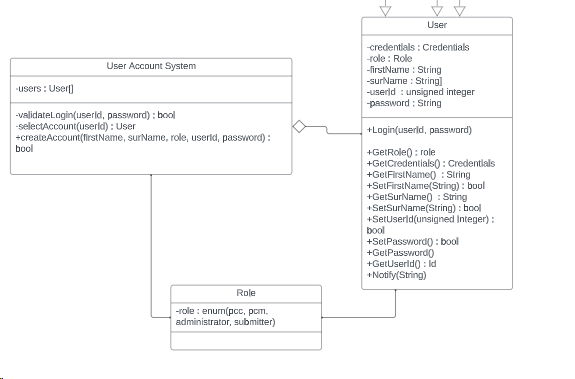 User
-credentials : Credentials
-role : Role
-firstName : String
-surName : String]
-userId : unsigned integer
-password : String
+Login(userId, password)
+GetRole() : role
+GetCredentials() : Credentials
+GetFirstName() : String
+SetFirstName(String) : bool
+GetSurName() : String
+SetSurName(String) : bool
+SetUserId(unsigned integer) :
bool
+SetPassword() : bool
+GetPassword()
+GetUserId() : Id
+Notify(String)
User Account System
-users : User[]
-validateLogin(userId, password) : bool
-selectAccount(userId) : User
+createAccount(firstName, surName, role, userId, password) :
bool
Role
-role : enum(pcc, pcm,
administrator, submitter)